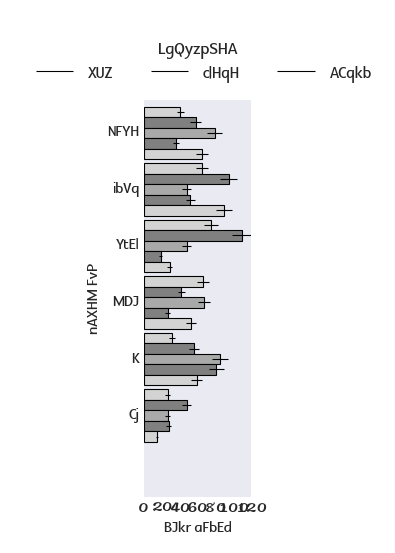 LgQyzpSHA
XUZ clHqH ACqkb
NFYH
ibVq
YtEl
MDJ
K
Cj
nAXHM FvP
0 20 40 60 80 100 120
BJkr aFbEd